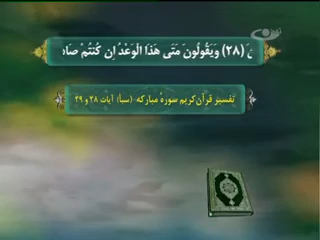 (۲۸) وَيَقُولُونَ مَتَى هَذَا الْوَعْدُ إِن كُنتُمْ
تفسیر قرآن کریم سوره مبارکه (سبأ) آیات ۲۸ و ۲۹